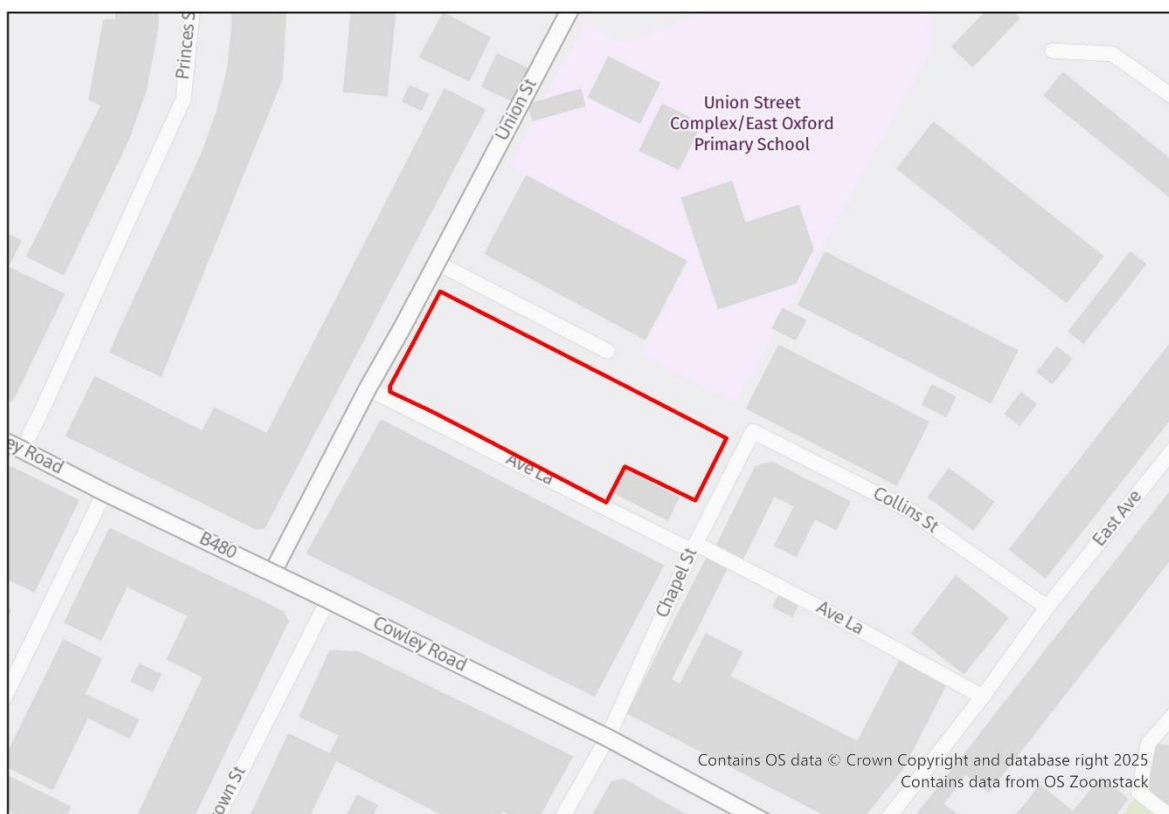 Princes S
Union St
Union Street
Complex/East Oxford
Primary School
ey Road
Ave La
B480
Collins St
East Ave
Chapel St
Ave La
Cowley Road
own St
Contains OS data © Crown Copyright and database right 2025
Contains data from OS Zoomstack